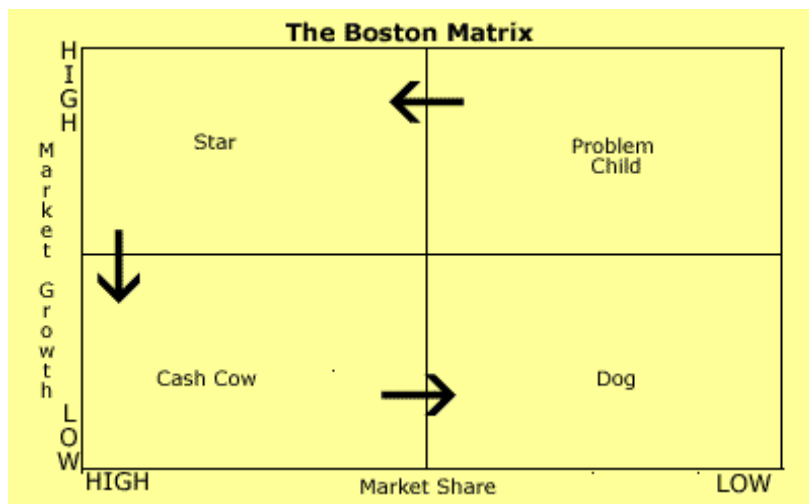 The Boston Matrix
HIGH
Market Growth
LOW
Star
Problem
Child
Cash Cow
Dog
HIGH
Market Share
LOW